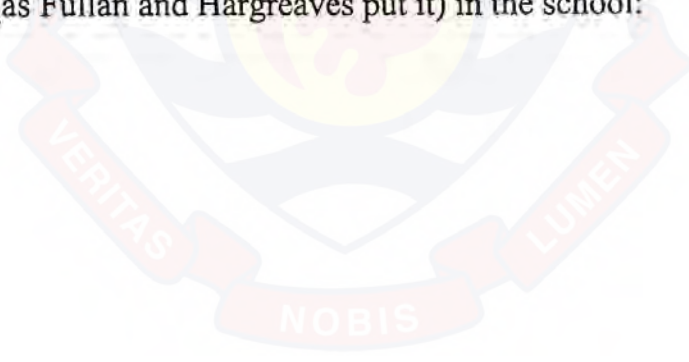 as Fullan and Hargreaves put it) in the school:
VERITAS
NOBIS
LUMEN